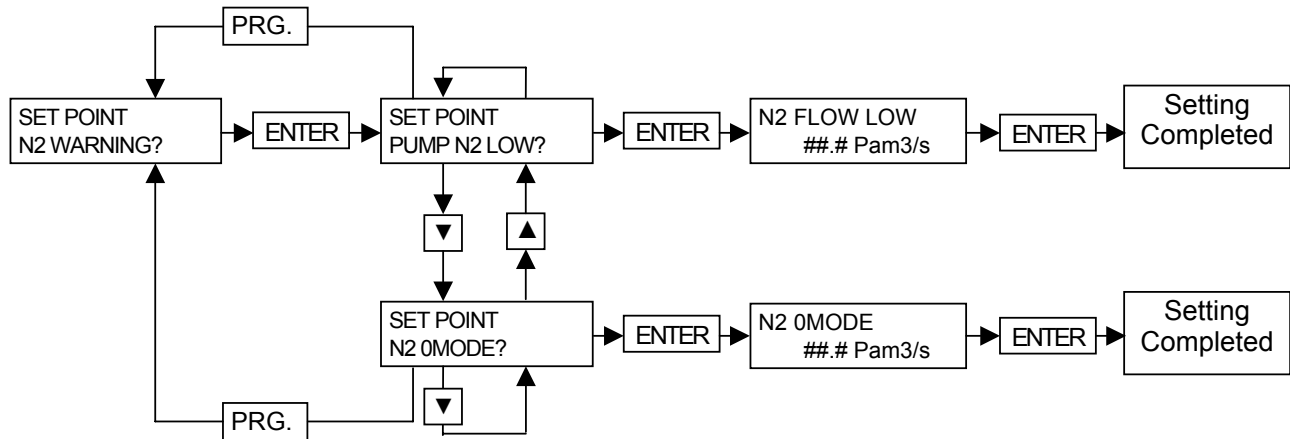 PRG.
SET POINT
N2 WARNING?
ENTER
SET POINT
PUMP N2 LOW?
ENTER
N2 FLOW LOW
##.# Pam3/s
ENTER
Setting
Completed
▼
▲
SET POINT
N2 0MODE?
ENTER
N2 0MODE
##.# Pam3/s
ENTER
Setting
Completed
PRG.
▼